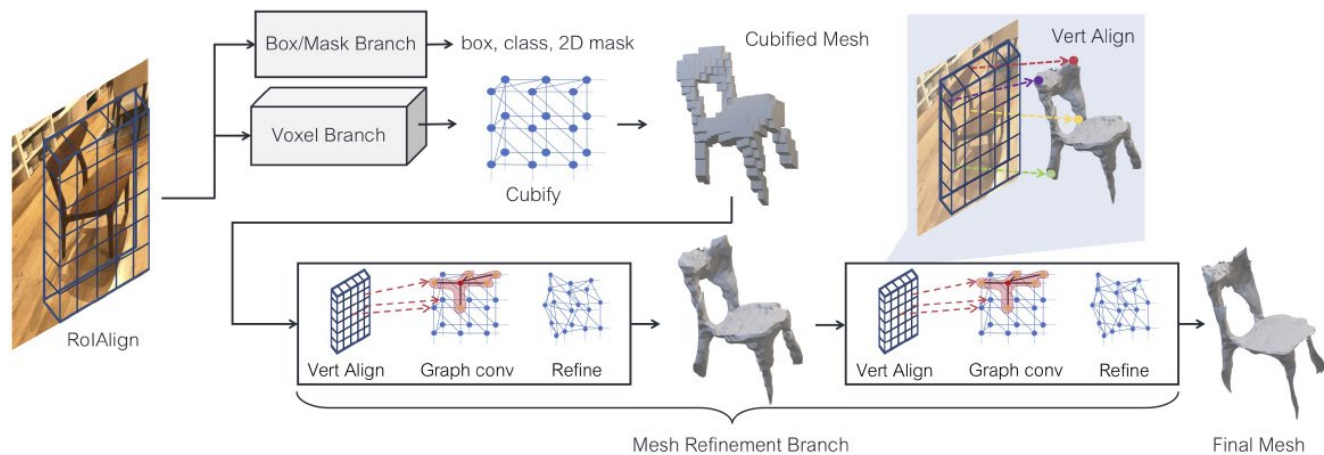 Box/Mask Branch
box, class, 2D mask
Cubified Mesh
Vert Align
Voxel Branch
Cubify
RoIAlign
Vert Align
Graph conv
Refine
Vert Align
Graph conv
Refine
Mesh Refinement Branch
Final Mesh